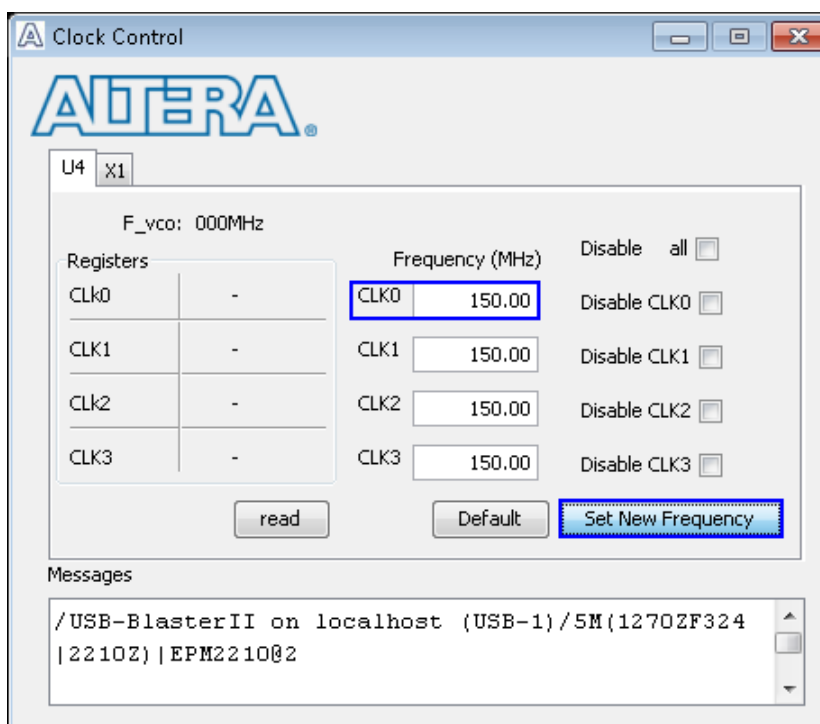 Clock Control
ALTERA®
U4 X1
F_vco: 000MHz
Registers
Frequency (MHz)
Disable all
CLk0 -
CLK0 150.00
Disable CLK0
CLK1 -
CLK1 150.00
Disable CLK1
CLk2 -
CLK2 150.00
Disable CLK2
CLK3 -
CLK3 150.00
Disable CLK3
read Default Set New Frequency
Messages
/USB-BlasterII on localhost (USB-1)/5M(1270ZF324
|2210Z)|EPM2210@2